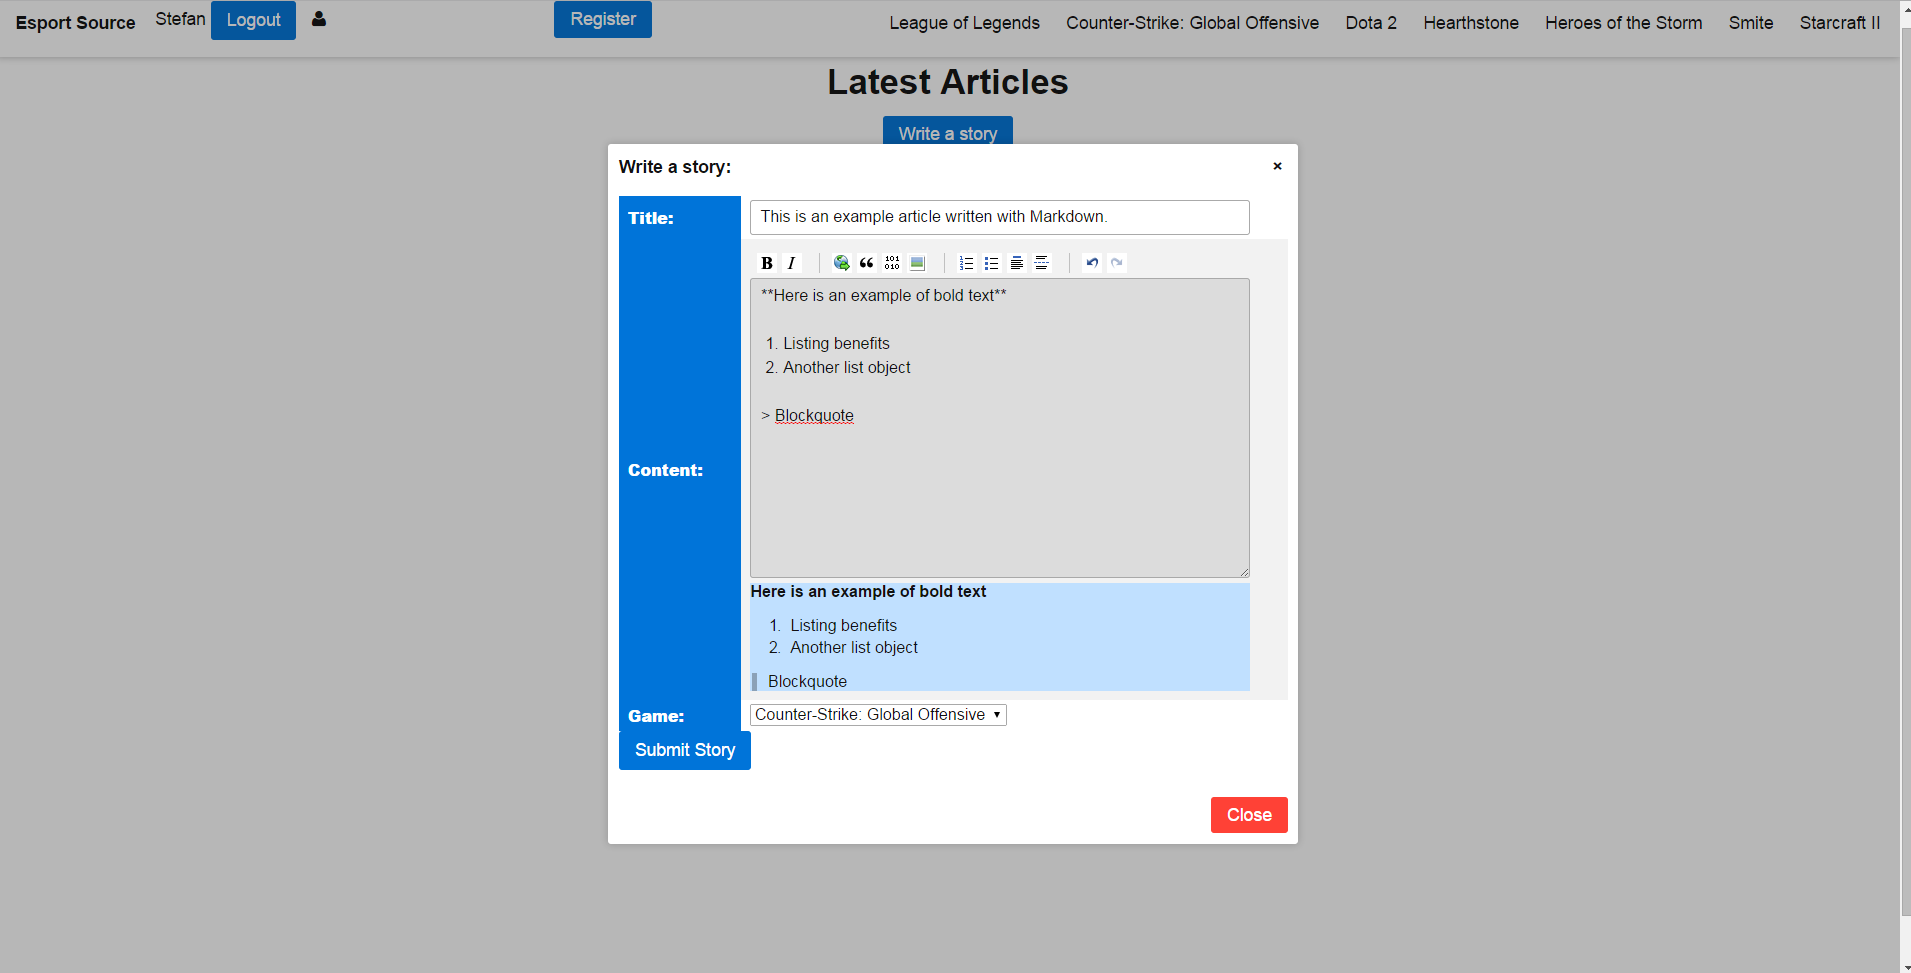 Esport Source Stefan Logout Register League of Legends Counter-Strike: Global Offensive Dota 2 Hearthstone Heroes of the Storm Smite Starcraft II
Latest Articles
Write a story
Write a story: ×
Title: This is an example article written with Markdown.
B I 101 010
**Here is an example of bold text**
1. Listing benefits
2. Another list object
> Blockquote
Content:
Here is an example of bold text
1. Listing benefits
2. Another list object
Blockquote
Game: Counter-Strike: Global Offensive
Submit Story
Close